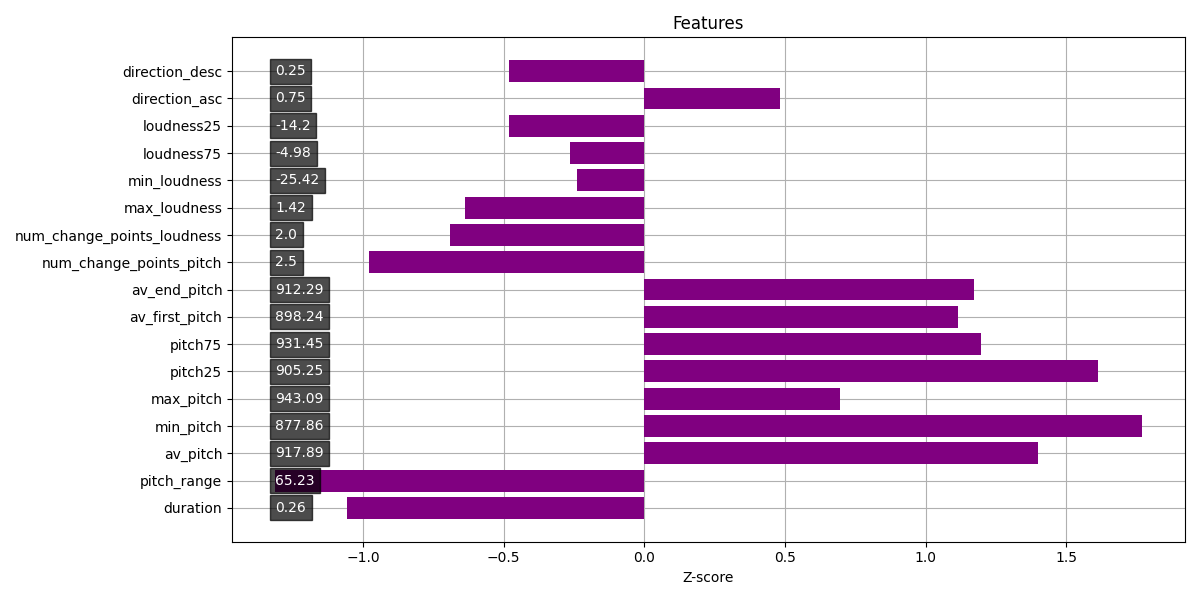 Features
direction_desc 0.25
direction_asc 0.75
loudness25 -14.2
loudness75 -4.98
min_loudness -25.42
max_loudness 1.42
num_change_points_loudness 2.0
num_change_points_pitch 2.5
av_end_pitch 912.29
av_first_pitch 898.24
pitch75 931.45
pitch25 905.25
max_pitch 943.09
min_pitch 877.86
av_pitch 917.89
pitch_range 65.23
duration 0.26
−1.0 −0.5 0.0 0.5 1.0 1.5
Z-score